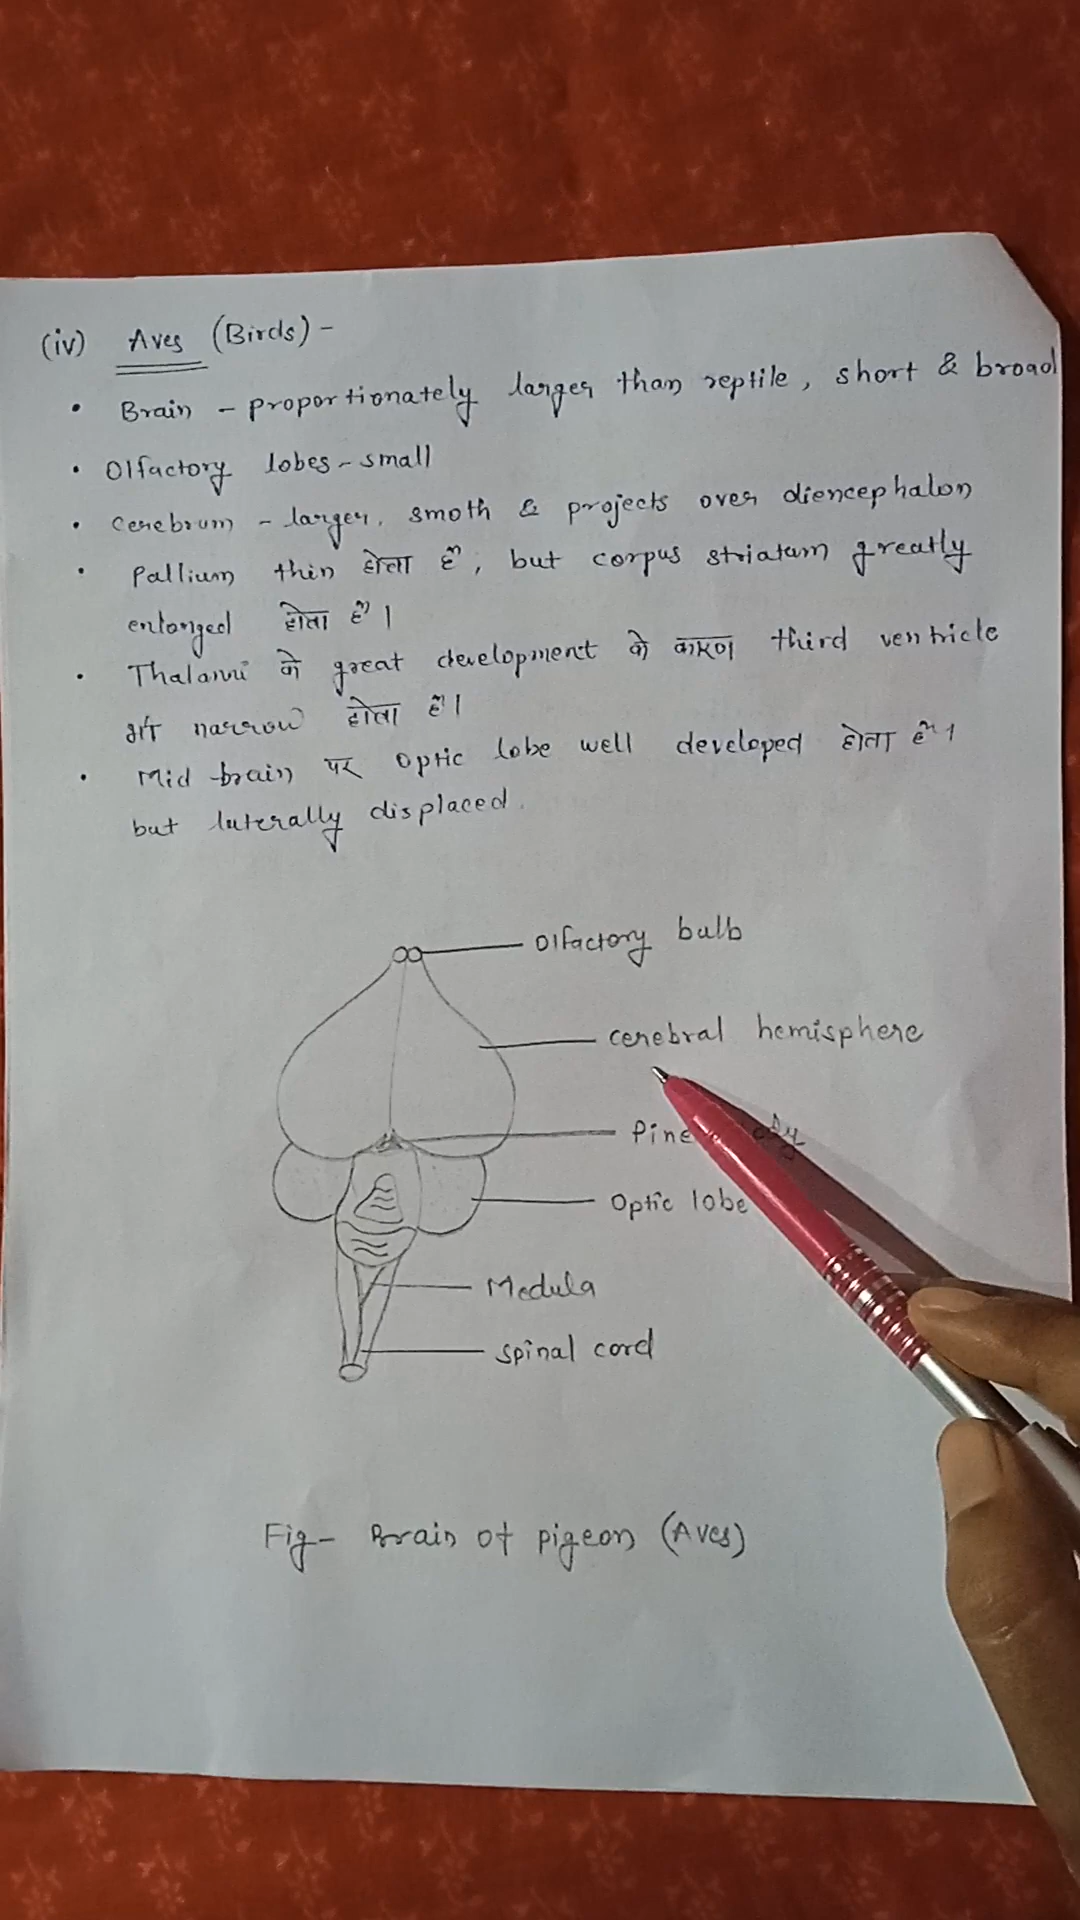 (iv) Aves (Birds) -
• Brain - proportionately larger than reptile, short & broad
• Olfactory lobes - small
• Cerebrum - larger, smoth & projects over diencephalon
• Pallium thin होता है, but corpus striatum greatly
enlarged होता है।
• Thalami के great development के कारण third ventricle
narrow होता है।
• Mid-brain पर optic lobe well developed होता है।
but laterally displaced.
Olfactory bulb
cerebral hemisphere
Pine
Optic lobe
Medula
spinal cord
Fig- Brain of pigeon (Aves)